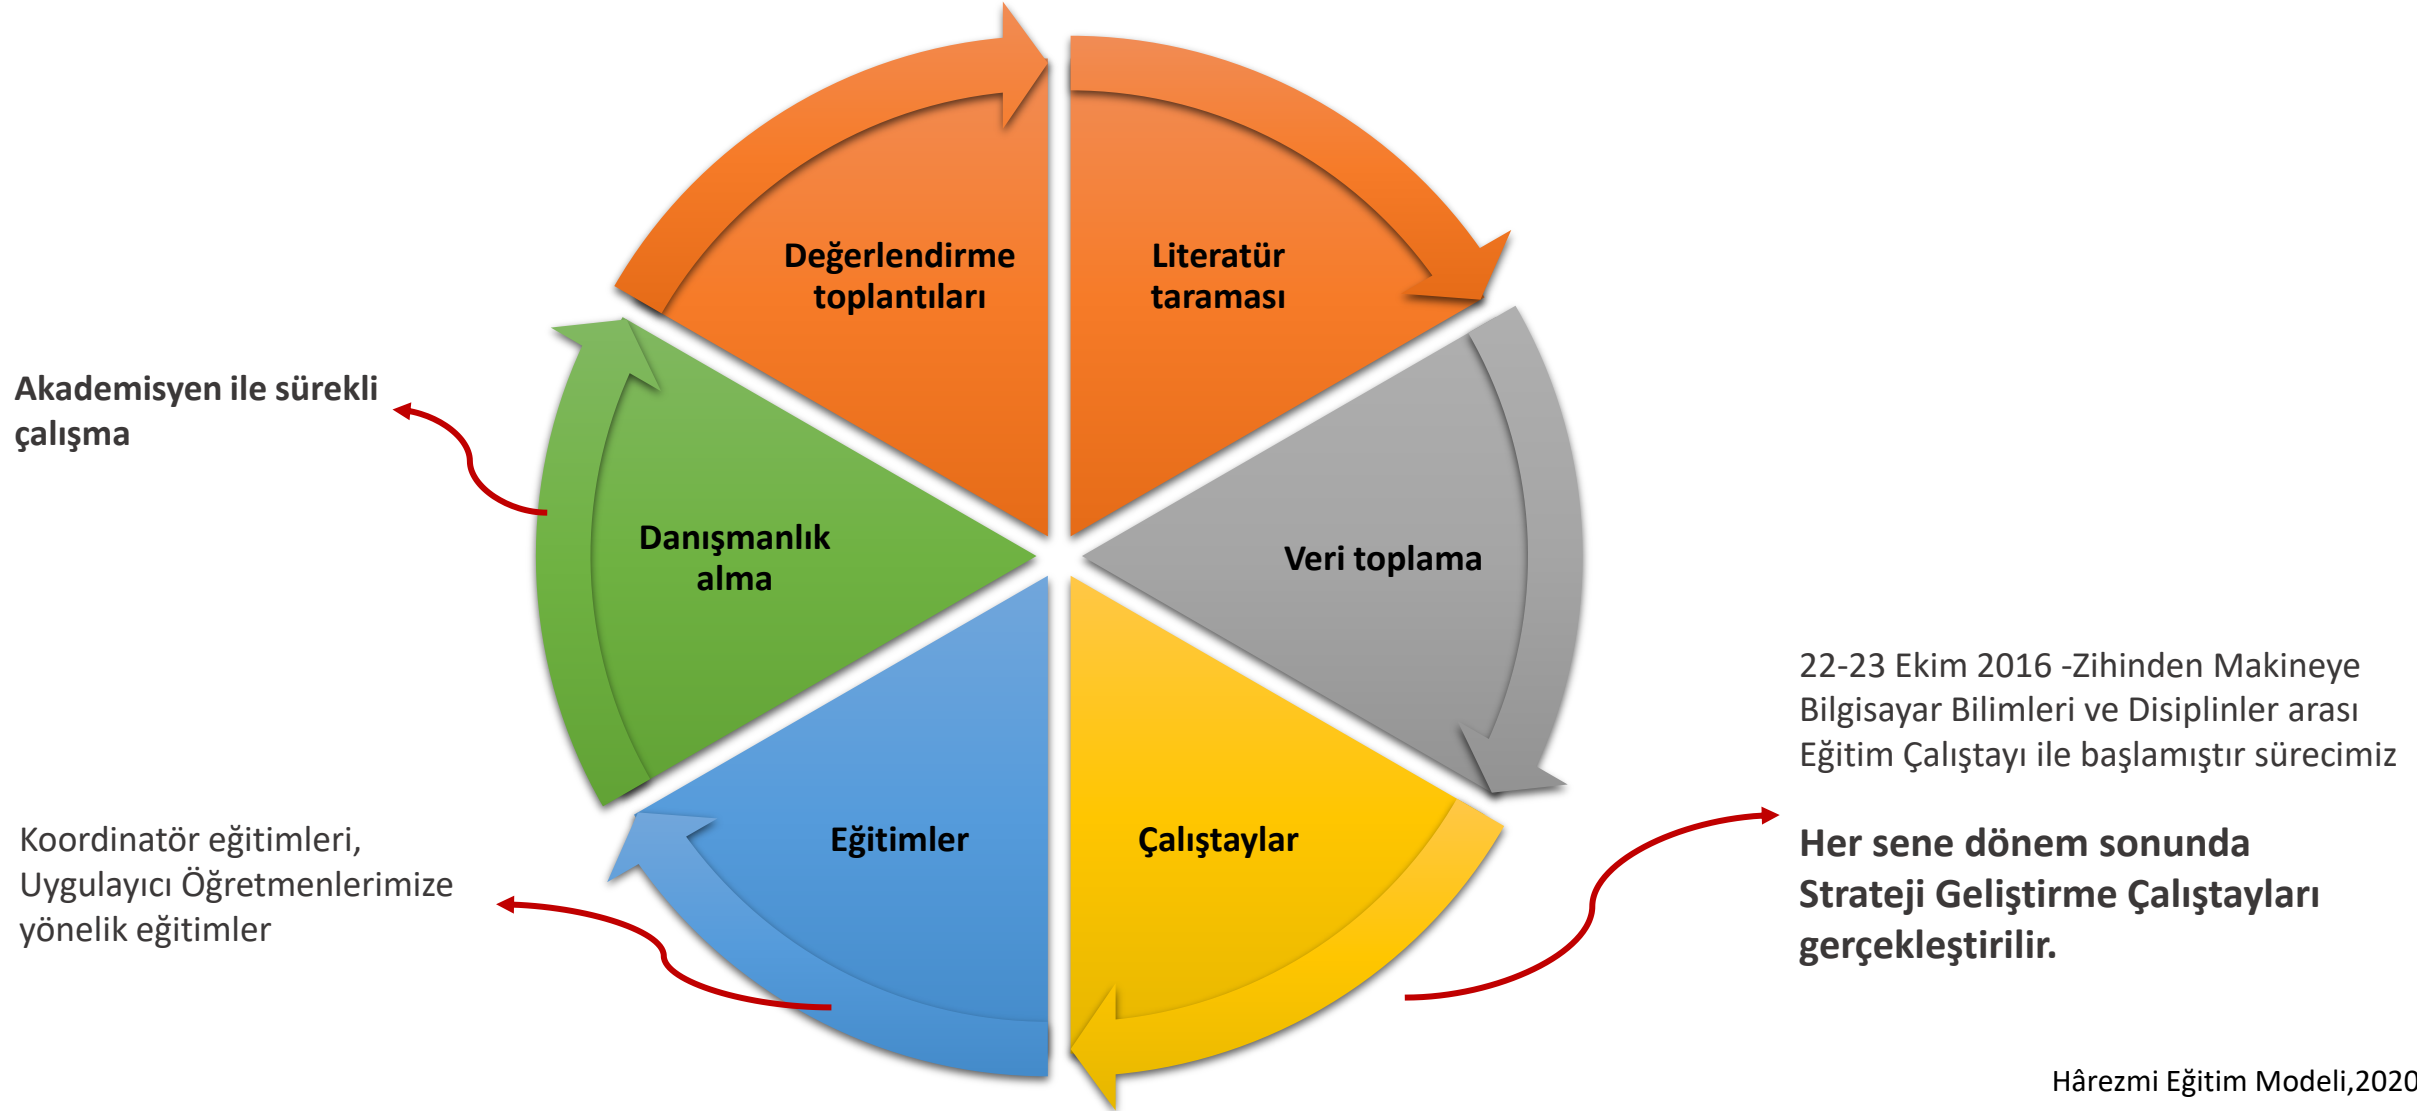 Değerlendirme
toplantıları
Literatür
taraması
Akademisyen ile sürekli
çalışma
Danışmanlık
alma
Veri toplama
22-23 Ekim 2016 -Zihinden Makineye
Bilgisayar Bilimleri ve Disiplinler arası
Eğitim Çalıştayı ile başlamıştır sürecimiz
Koordinatör eğitimleri,
Uygulayıcı Öğretmenlerimize
yönelik eğitimler
Eğitimler
Çalıştaylar
Her sene dönem sonunda
Strateji Geliştirme Çalıştayları
gerçekleştirilir.
Hârezmi Eğitim Modeli,2020